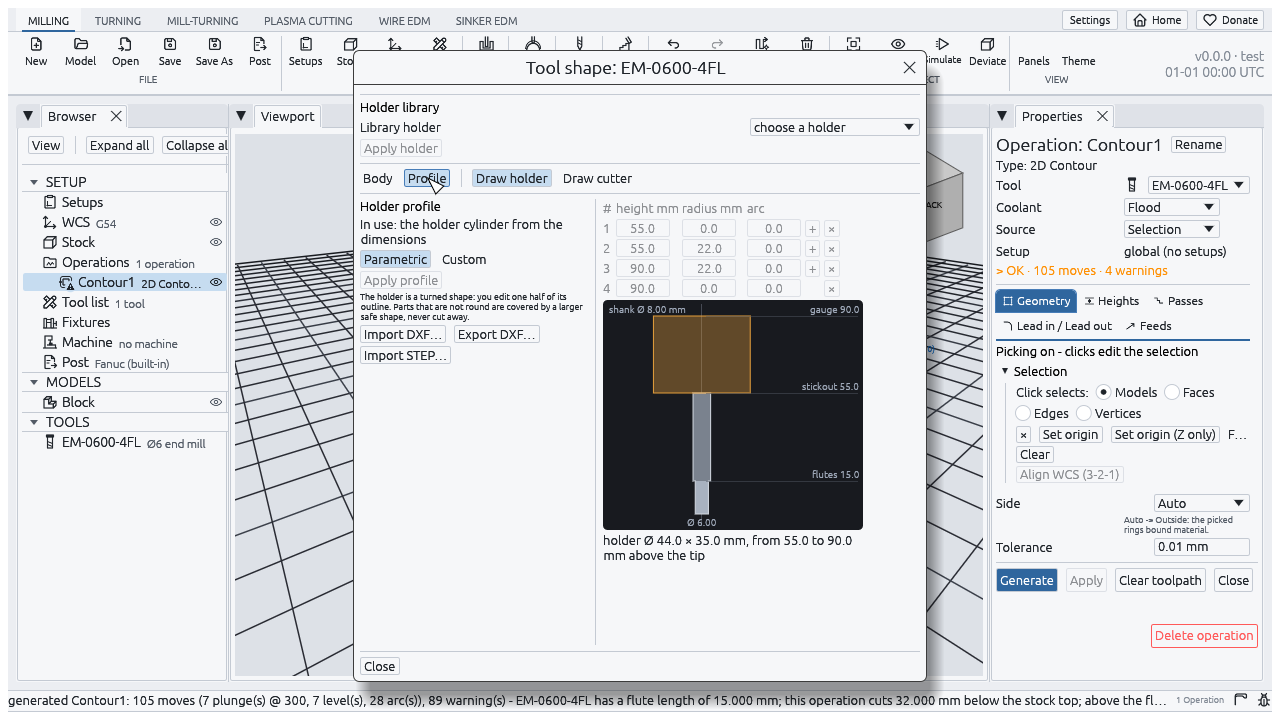 MILLING TURNING MILL-TURNING PLASMA CUTTING WIRE EDM SINKER EDM Settings Home Donate
New Model Open Save Save As Post Setups Simulate Deviate Panels Theme
FILE VIEW
v0.0.0 · test
01-01 00:00 UTC
Tool shape: EM-0600-4FL
Browser
View Expand all Collapse al
SETUP
Setups
WCS G54
Stock
Operations 1 operation
Contour1 2D Conto...
Tool list 1 tool
Fixtures
Machine no machine
Post Fanuc (built-in)
MODELS
Block
TOOLS
EM-0600-4FL Ø6 end mill
Viewport
Holder library
Library holder choose a holder
Apply holder
Body Profile Draw holder Draw cutter
Holder profile
In use: the holder cylinder from the
dimensions
Parametric Custom
Apply profile
The holder is a turned shape: you edit one half of its
outline. Parts that are not round are covered by a larger
safe shape, never cut away.
Import DXF... Export DXF...
Import STEP...
# height mm radius mm arc
1 55.0 0.0 0.0 + ×
2 55.0 22.0 0.0 + ×
3 90.0 22.0 0.0 + ×
4 90.0 0.0 0.0 ×
shank Ø 8.00 mm gauge 90.0
stickout 55.0
flutes 15.0
Ø 6.00
holder Ø 44.0 × 35.0 mm, from 55.0 to 90.0
mm above the tip
Close
Properties
Operation: Contour1 Rename
Type: 2D Contour
Tool EM-0600-4FL
Coolant Flood
Source Selection
Setup global (no setups)
> OK · 105 moves · 4 warnings
Geometry Heights Passes
Lead in / Lead out Feeds
Picking on - clicks edit the selection
Selection
Click selects: Models Faces
Edges Vertices
× Set origin Set origin (Z only) F...
Clear
Align WCS (3-2-1)
Side Auto
Auto -> Outside: the picked
rings bound material.
Tolerance 0.01 mm
Generate Apply Clear toolpath Close
Delete operation
generated Contour1: 105 moves (7 plunge(s) @ 300, 7 level(s), 28 arc(s)), 89 warning(s) - EM-0600-4FL has a flute length of 15.000 mm; this operation cuts 32.000 mm below the stock top; above the fl... 1 Operation